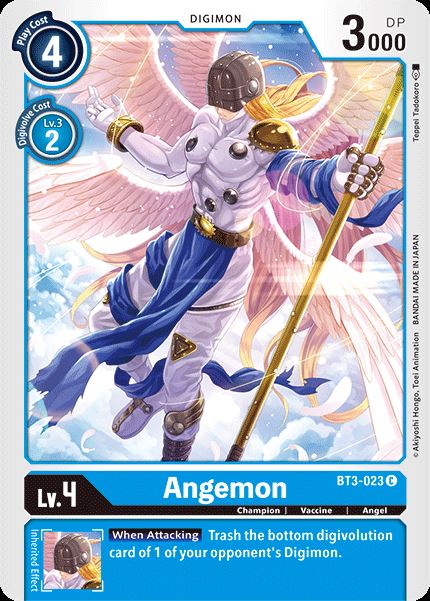 DIGIMON
Play Cost
4
3000 DP
Digivolve Cost
Lv.3
2
Teppei Tadokoro
© Akiyoshi Hongo, Toei Animation BANDAI MADE IN JAPAN
Lv.4
Angemon
BT3-023 C
Champion | Vaccine | Angel
Inherited Effect
When Attacking Trash the bottom digivolution
card of 1 of your opponent's Digimon.